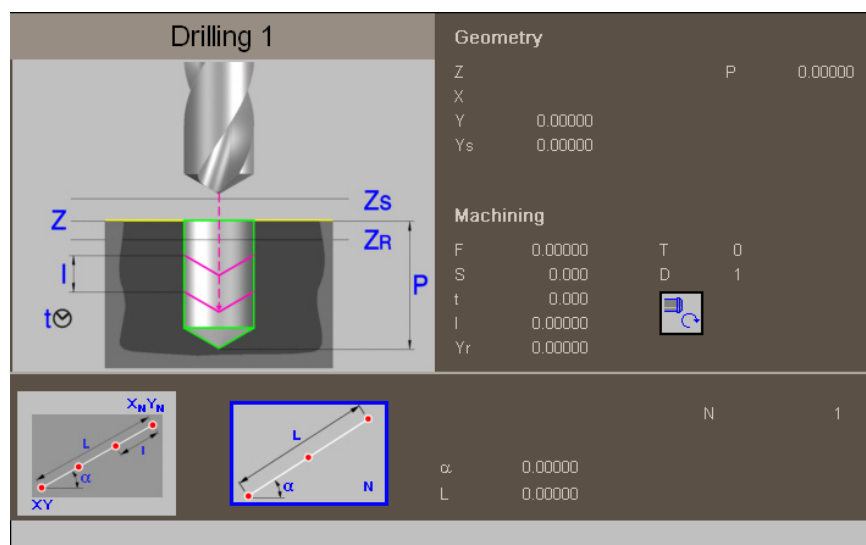 Drilling 1
Zs
Z
ZR
I
P
t
Geometry
Z P 0.00000
X
Y 0.00000
Ys 0.00000
Machining
F 0.00000 T 0
S 0.000 D 1
t 0.000
I 0.00000
Yr 0.00000
XNYN
L
I
α
XY
L
α
N
N 1
α 0.00000
L 0.00000